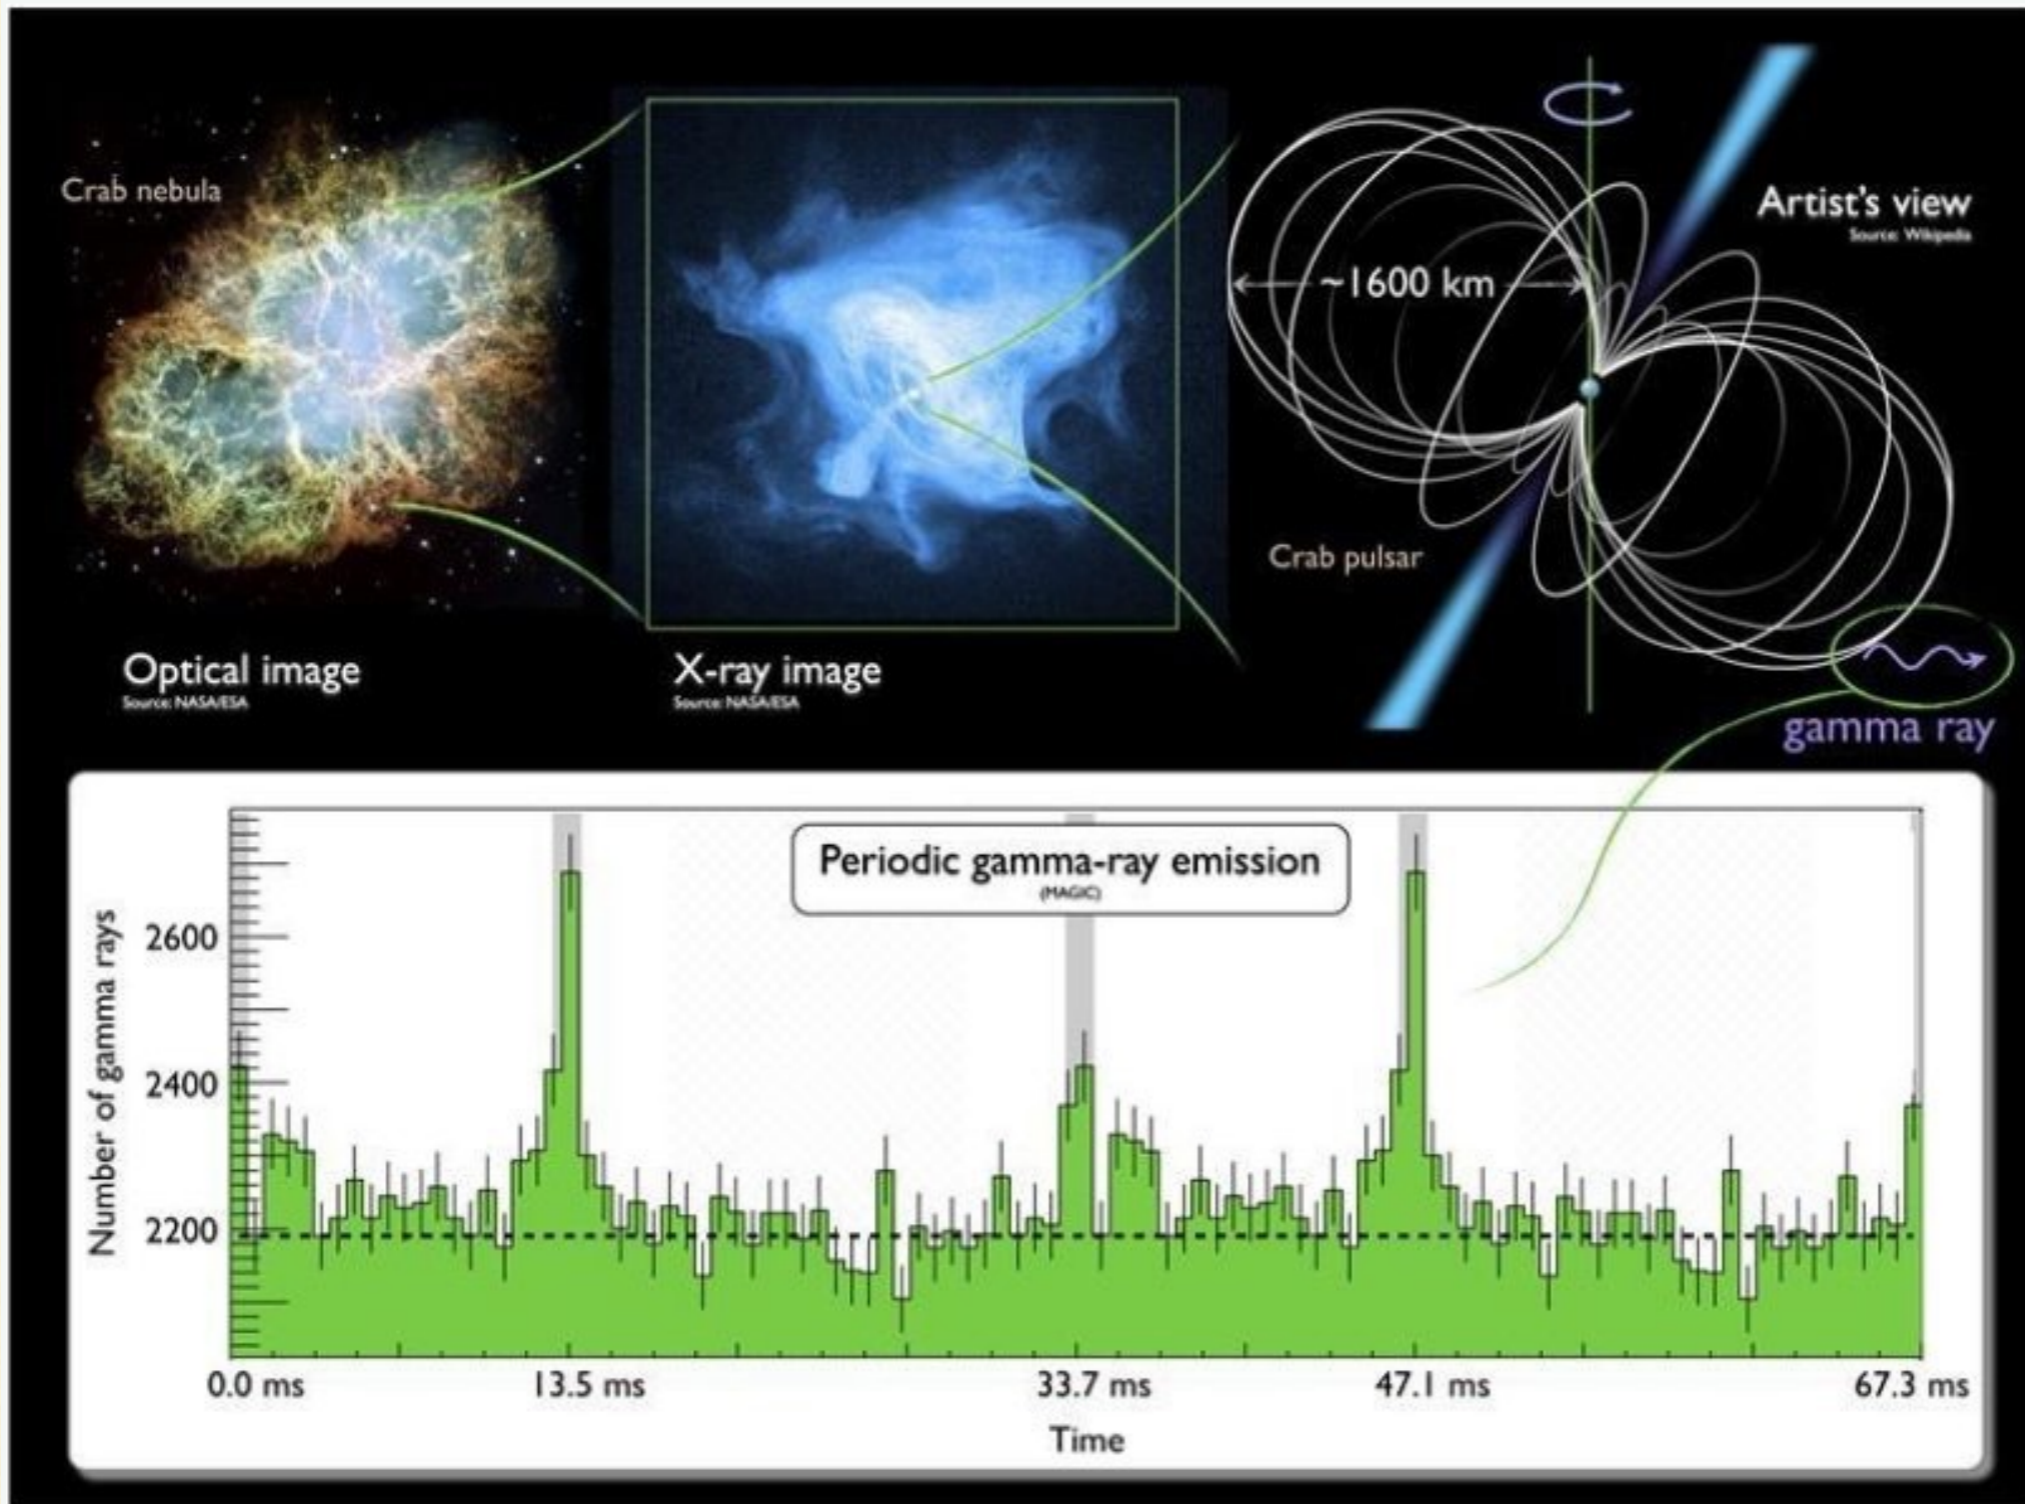 Crab nebula
Artist's view
Source: Wikipedia
~1600 km
Crab pulsar
Optical image
Source: NASA/ESA
X-ray image
Source: NASA/ESA
gamma ray
Periodic gamma-ray emission
(MAGIC)
Number of gamma rays
2600
2400
2200
0.0 ms
13.5 ms
33.7 ms
47.1 ms
67.3 ms
Time